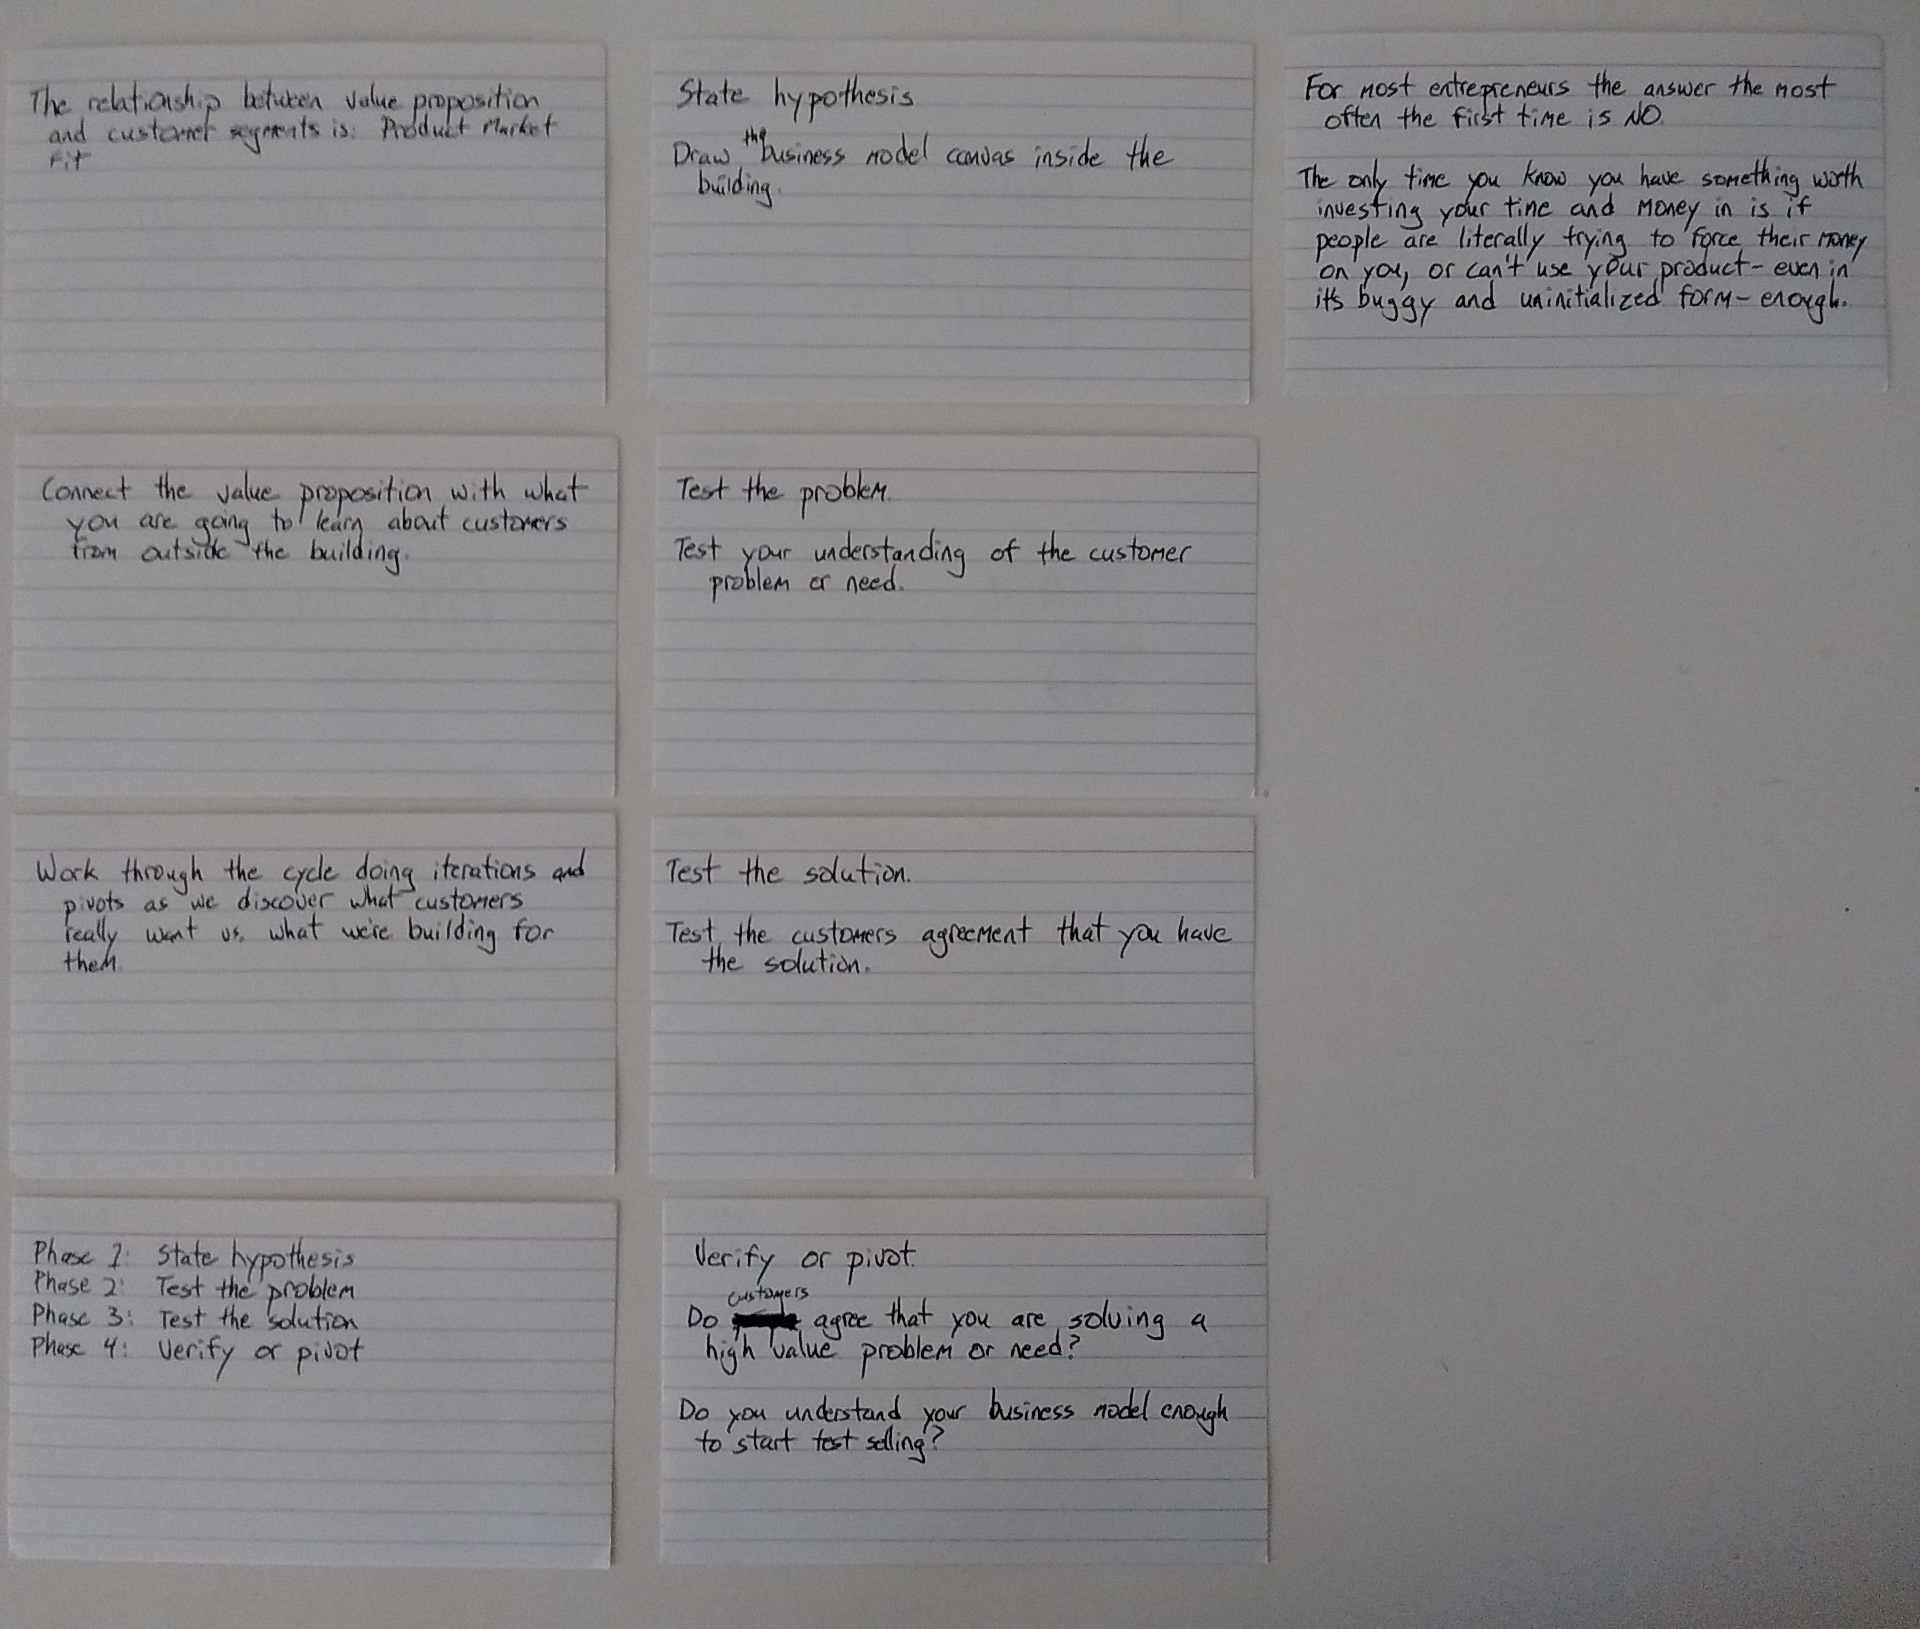 The relationship between value proposition
and customer segments is: Product Market
Fit
Connect the value proposition with what
you are going to learn about customers
from outside the building.
Work through the cycle doing iterations and
pivots as we discover what customers
really want vs. what we're building for
them.
Phase 1: State hypothesis
Phase 2: Test the problem
Phase 3: Test the solution
Phase 4: Verify or pivot
State hypothesis
Draw the business model canvas inside the
building.
Test the problem.
Test your understanding of the customer
problem or need.
Test the solution.
Test the customers agreement that you have
the solution.
Verify or pivot.
Do customers agree that you are solving a
high value problem or need?
Do you understand your business model enough
to start test selling?
For most entrepreneurs the answer the most
often the first time is NO.
The only time you know you have something worth
investing your time and money in is if
people are literally trying to force their money
on you, or can't use your product - even in
it's buggy and uninitialized form - enough.